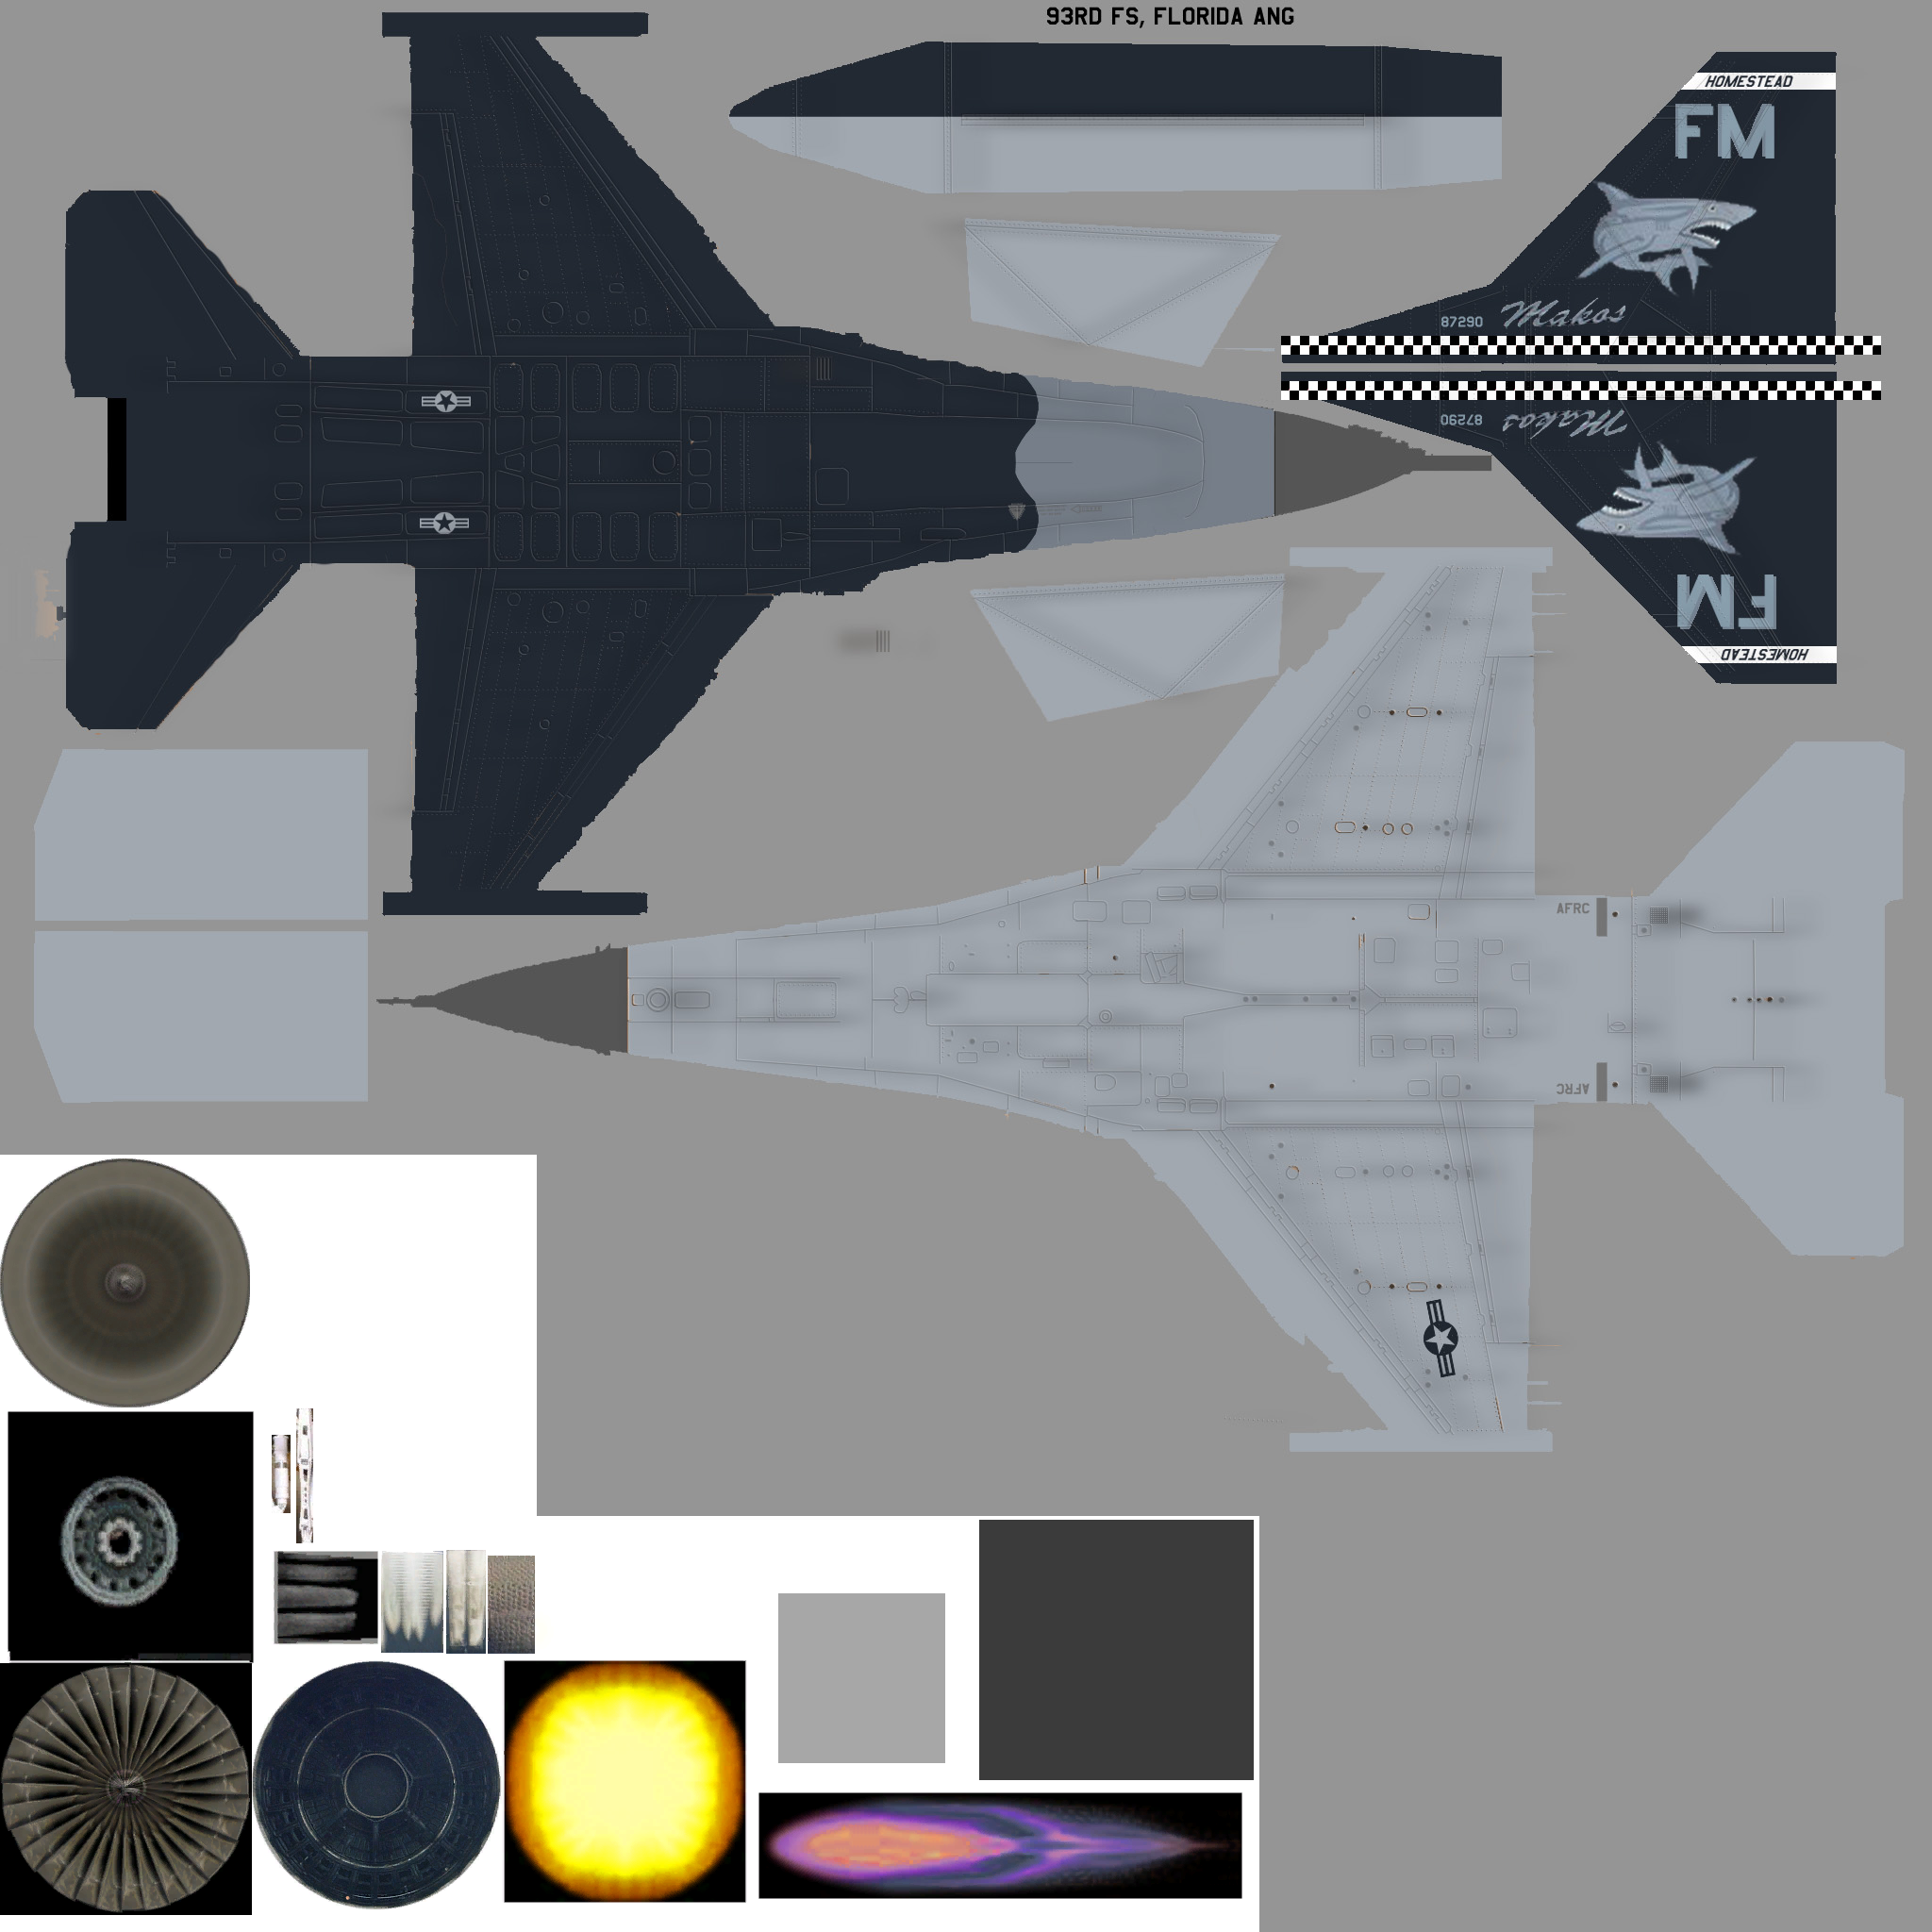 93RD FS, FLORIDA ANG
HOMESTEAD
FM
Makos
87290
87290
Makos
FM
HOMESTEAD
AFRC
AFRC